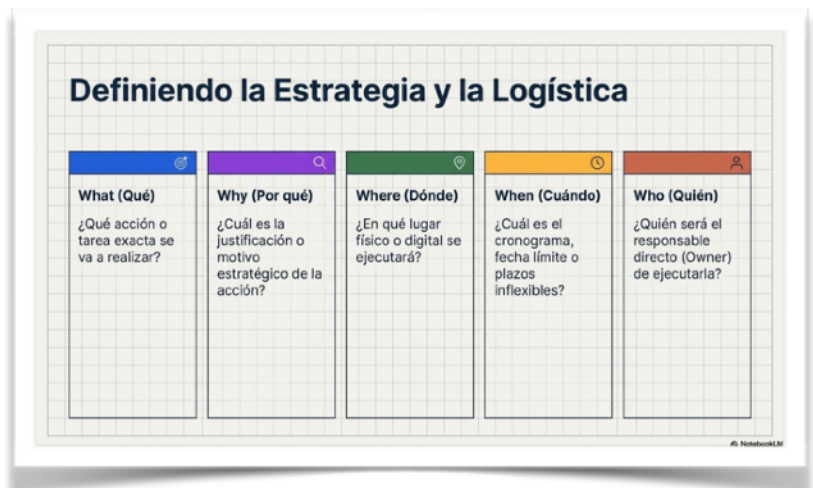 Definiendo la Estrategia y la Logística
What (Qué)
¿Qué acción o
tarea exacta se
va a realizar?
Why (Por qué)
¿Cuál es la
justificación o
motivo
estratégico de la
acción?
Where (Dónde)
¿En qué lugar
físico o digital se
ejecutará?
When (Cuándo)
¿Cuál es el
cronograma,
fecha límite o
plazos
inflexibles?
Who (Quién)
¿Quién será el
responsable
directo (Owner)
de ejecutarla?
NotebookLM